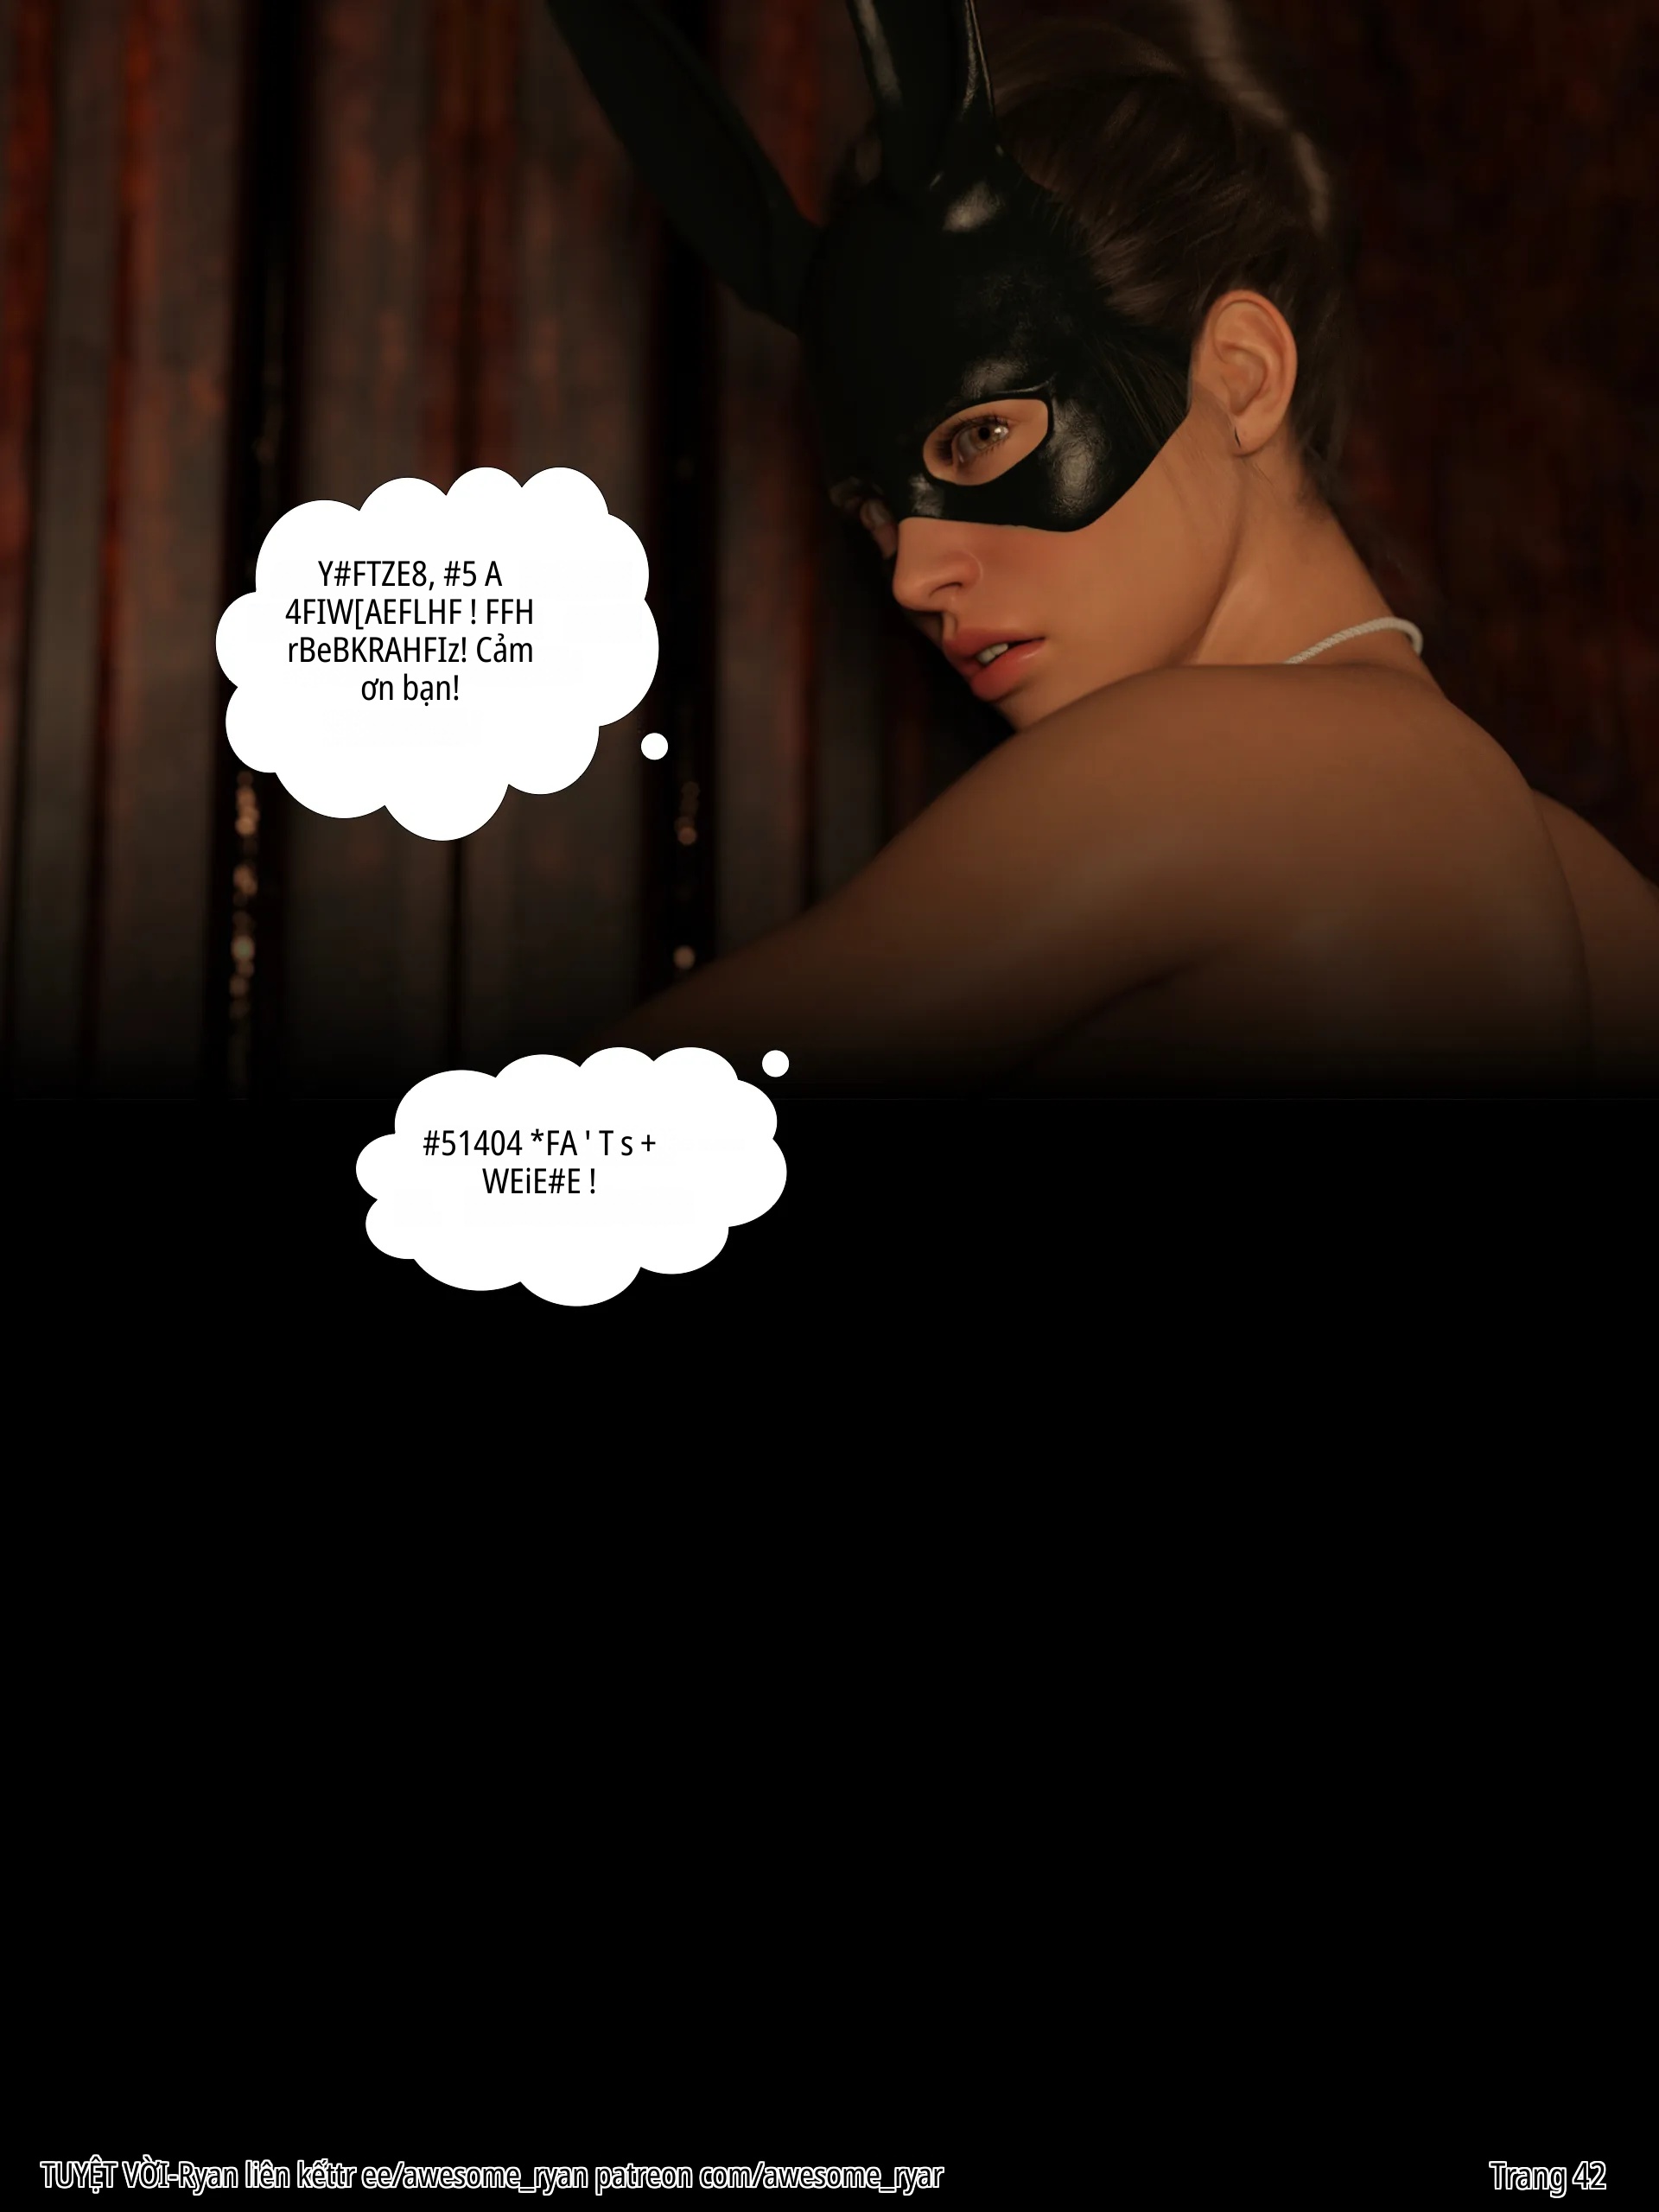 Y#FTZE8, #5 A
4FIW[AEFLHF ! FFH
rBeBKRAHFIz! Cảm
ơn bạn!
#51404 *FA ' T s +
WEiE#E !
TUYỆT VỜI-Ryan liên kếttr ee/awesome_ryan patreon com/awesome_ryar
Trang 42